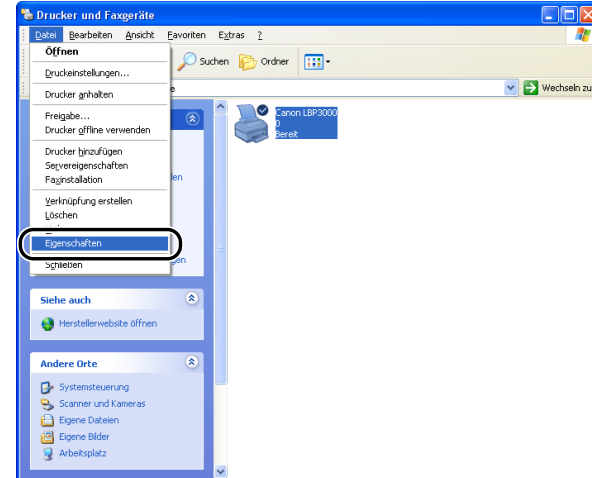 Drucker und Faxgeräte
Datei Bearbeiten Ansicht Favoriten Extras ?
Öffnen
Druckeinstellungen...
Drucker anhalten
Freigabe...
Drucker offline verwenden
Drucker hinzufügen
Servereigenschaften
Faxinstallation
Verknüpfung erstellen
Löschen
Eigenschaften
Schließen
Suchen Ordner
Wechseln zu
Canon LBP3000
0
Bereit
Siehe auch
Herstellerwebsite öffnen
Andere Orte
Systemsteuerung
Scanner und Kameras
Eigene Dateien
Eigene Bilder
Arbeitsplatz